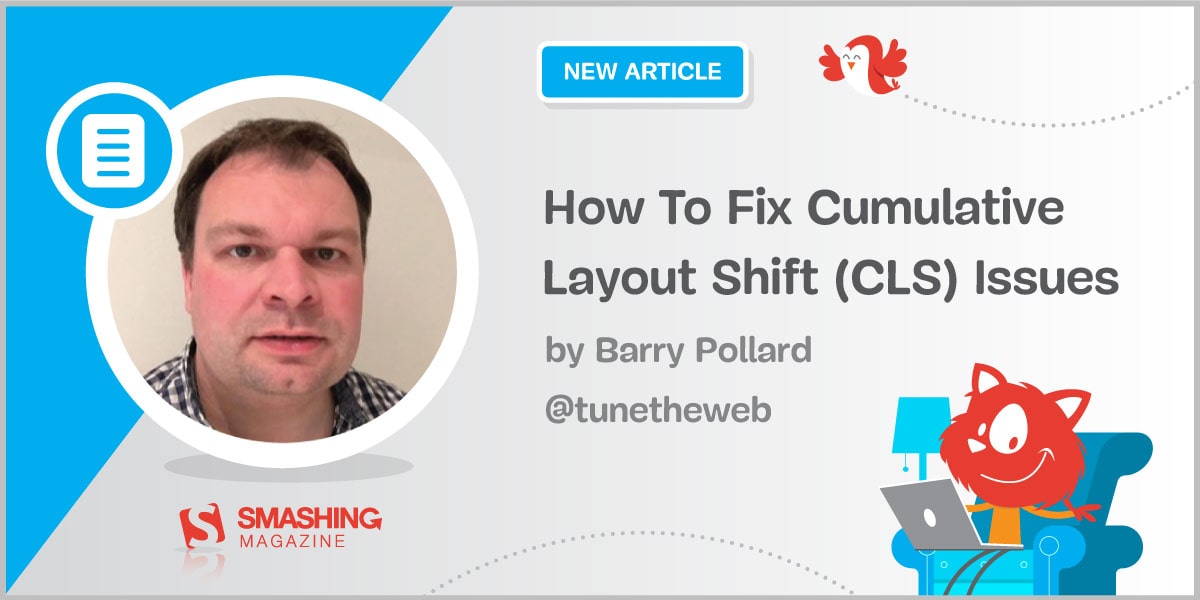 NEW ARTICLE
How To Fix Cumulative
Layout Shift (CLS) Issues
by Barry Pollard
@tunetheweb
S
SMASHING
MAGAZINE